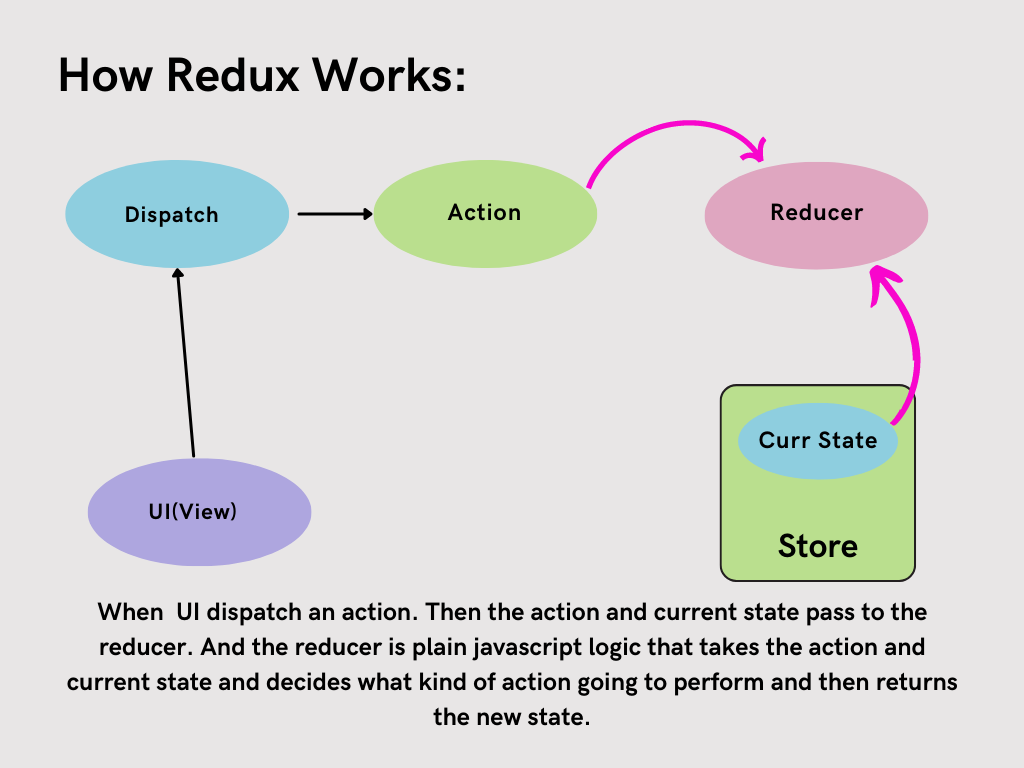 How Redux Works:
Dispatch
Action
Reducer
Curr State
UI(View)
Store
When  UI dispatch an action. Then the action and current state pass to the
reducer. And the reducer is plain javascript logic that takes the action and
current state and decides what kind of action going to perform and then returns
the new state.